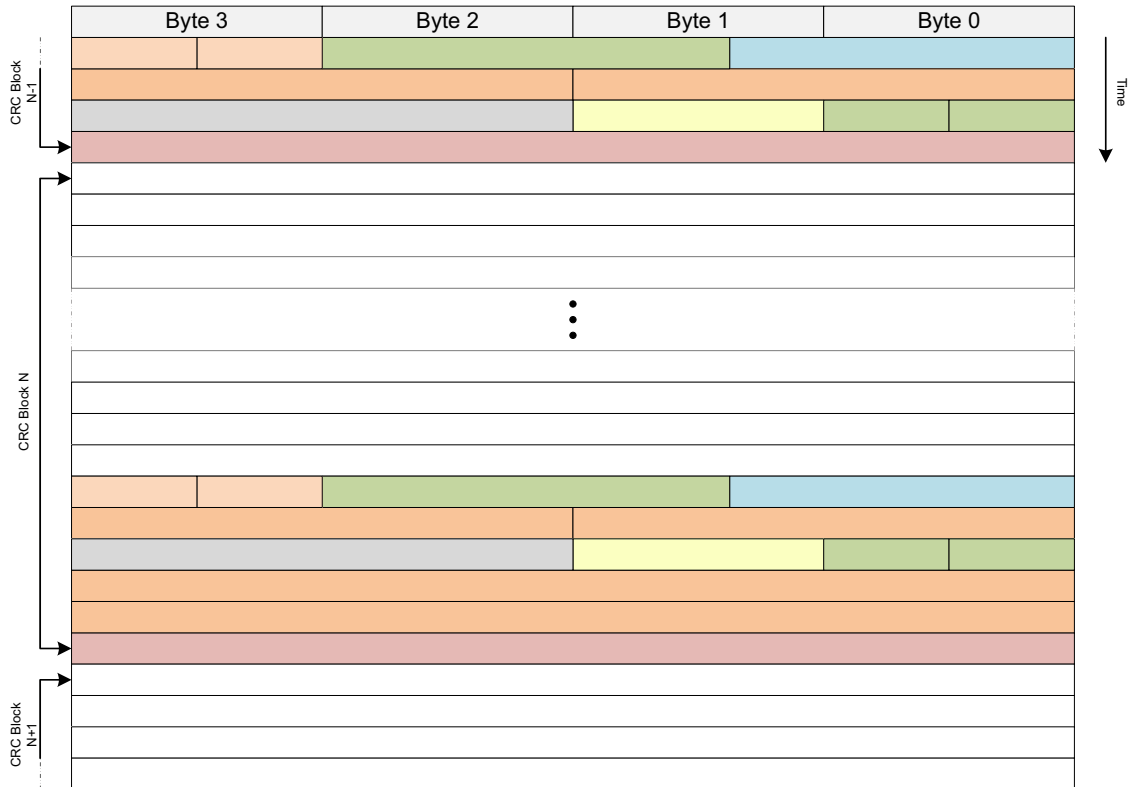 Byte 3 Byte 2 Byte 1 Byte 0
CRC Block
N-1
Time
CRC Block N
CRC Block
N+1